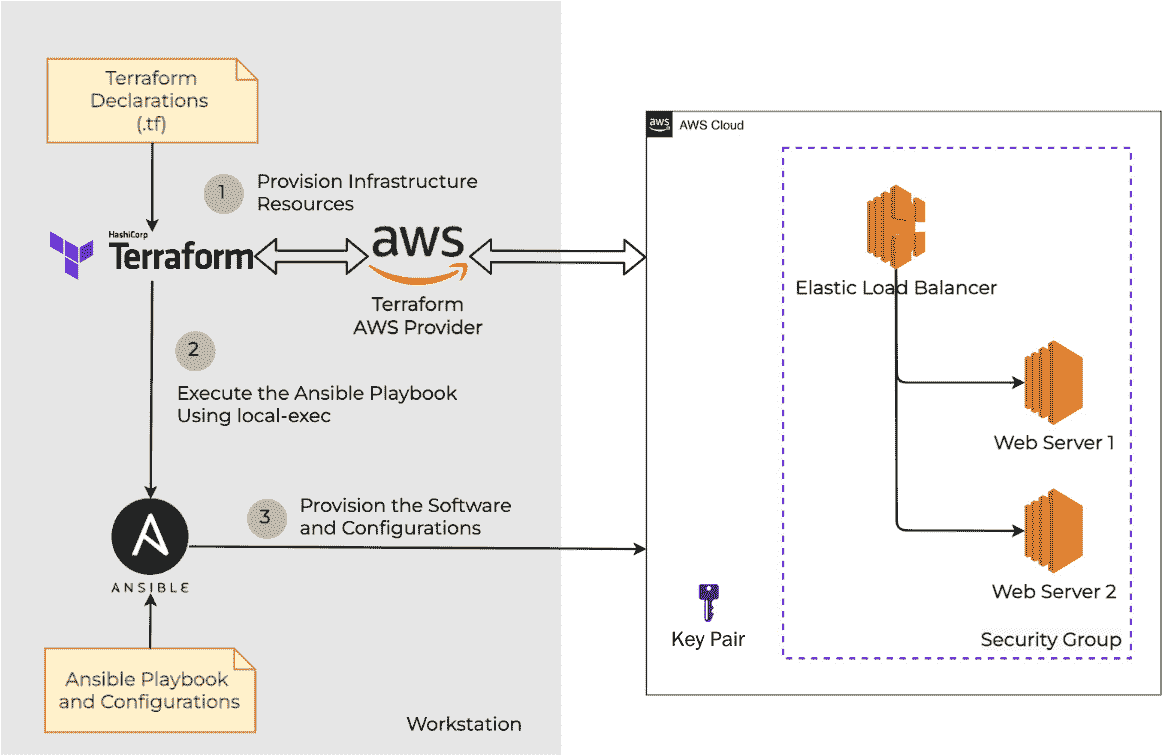 Terraform
Declarations
(.tf)
1
Provision Infrastructure
Resources
HashiCorp
Terraform
aws
Terraform
AWS Provider
2
Execute the Ansible Playbook
Using local-exec
3
Provision the Software
and Configurations
ANSIBLE
Ansible Playbook
and Configurations
Workstation
aws
AWS Cloud
Elastic Load Balancer
Web Server 1
Web Server 2
Key Pair
Security Group